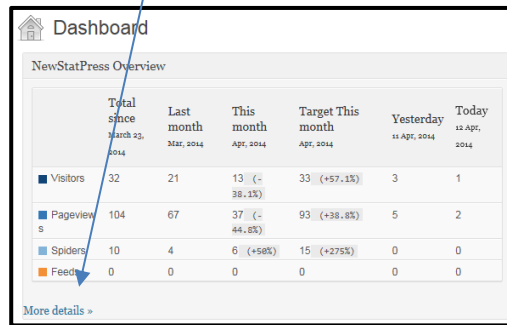 Dashboard
NewStatPress Overview
Total since March 23, 2014 Last month Mar, 2014 This month Apr, 2014 Target This month Apr, 2014 Yesterday 11 Apr, 2014 Today 12 Apr, 2014
Visitors 32 21 13 (-38.1%) 33 (+57.1%) 3 1
Pageviews 104 67 37 (-44.8%) 93 (+38.8%) 5 2
Spiders 10 4 6 (+50%) 15 (+275%) 0 0
Feeds 0 0 0 0 0 0
More details »